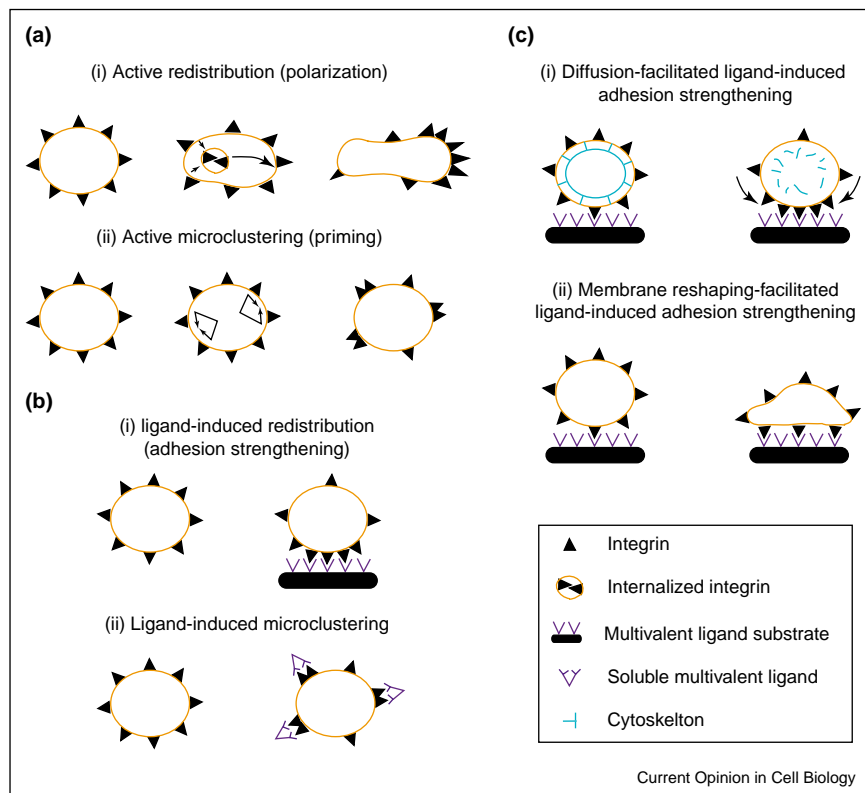 (a)
(i) Active redistribution (polarization)
(ii) Active microclustering (priming)
(b)
(i) ligand-induced redistribution
(adhesion strengthening)
(ii) Ligand-induced microclustering
(c)
(i) Diffusion-facilitated ligand-induced
adhesion strengthening
(ii) Membrane reshaping-facilitated
ligand-induced adhesion strengthening
Integrin
Internalized integrin
Multivalent ligand substrate
Soluble multivalent ligand
Cytoskelton
Current Opinion in Cell Biology